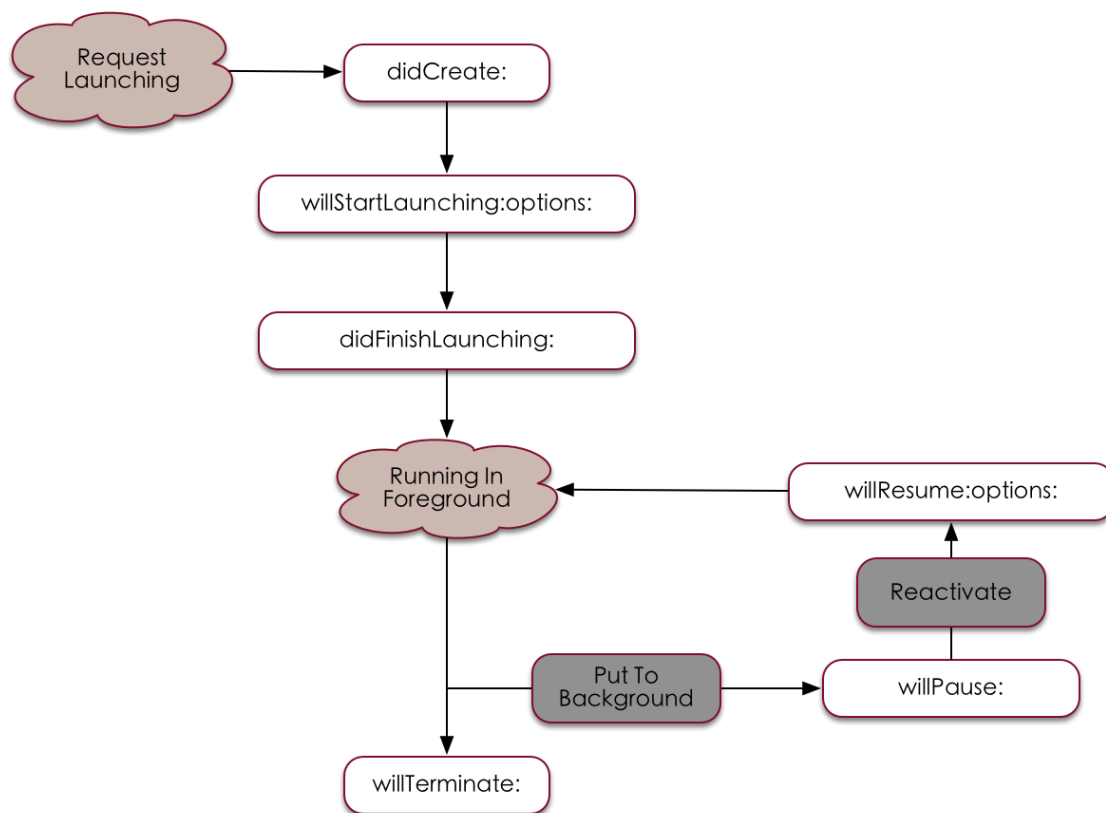 Request
Launching
didCreate:
willStartLaunching:options:
didFinishLaunching:
Running In
Foreground
willResume:options:
Reactivate
Put To
Background
willPause:
willTerminate: